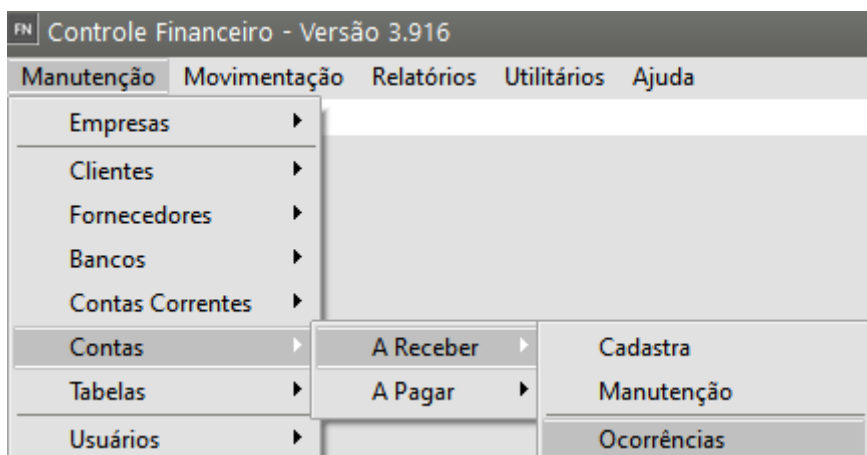 FN Controle Financeiro - Versão 3.916
Manutenção Movimentação Relatórios Utilitários Ajuda
Empresas
Clientes
Fornecedores
Bancos
Contas Correntes
Contas A Receber Cadastra
Tabelas A Pagar Manutenção
Usuários Ocorrências